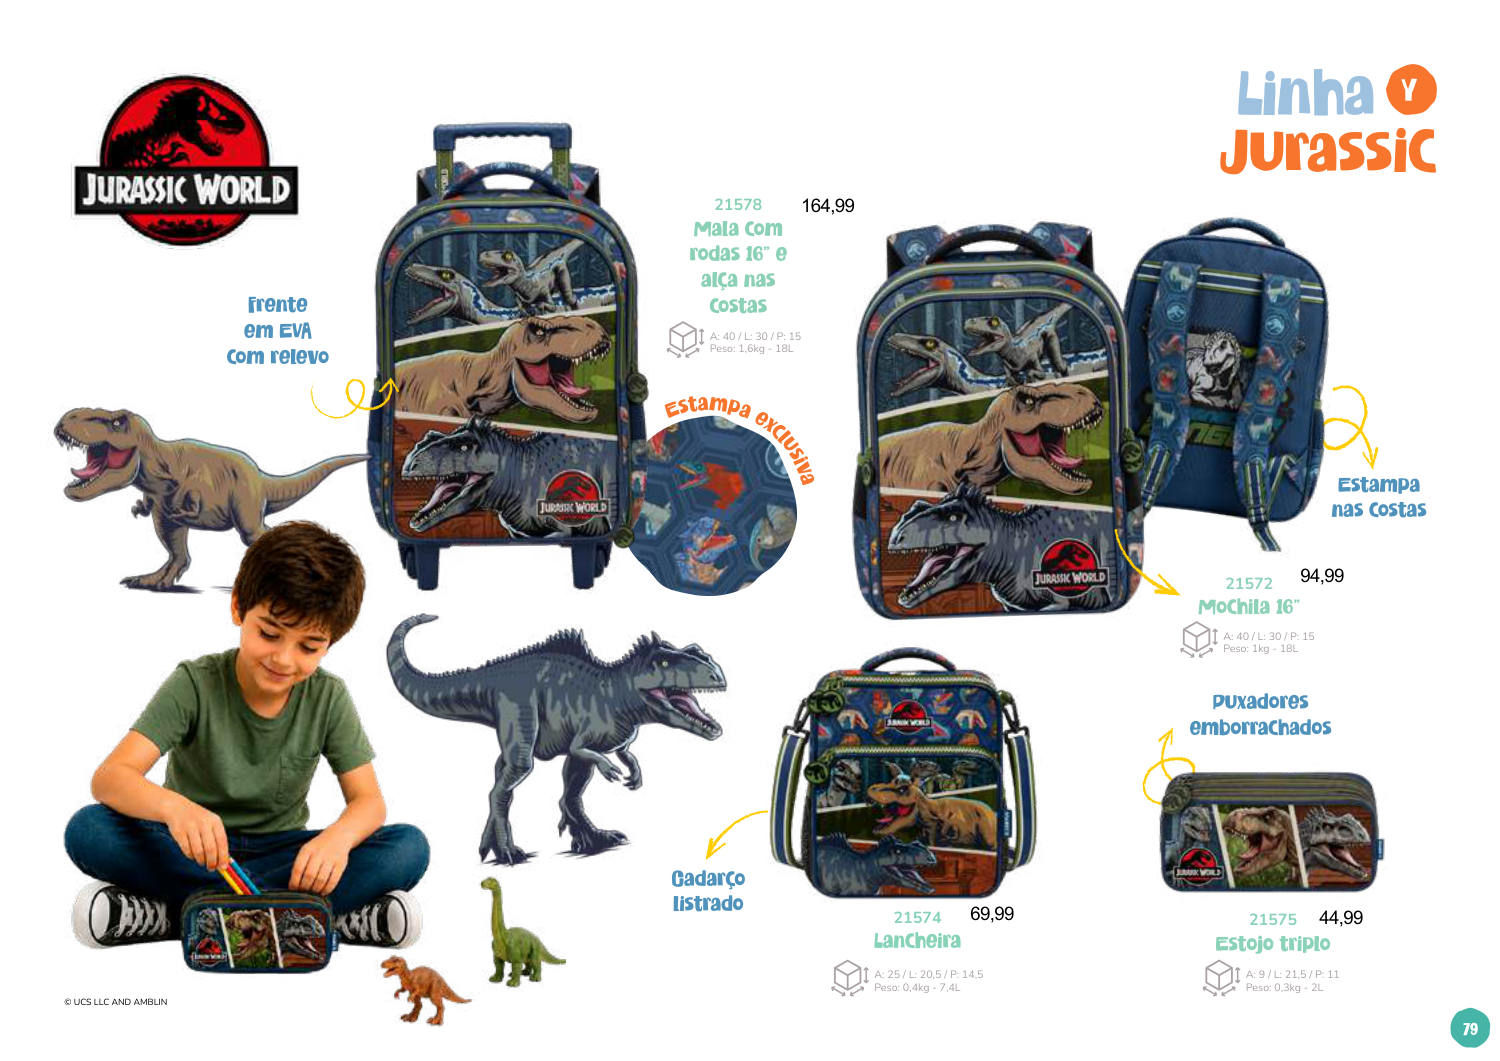 Linha Y
Jurassic
JURASSIC WORLD
21578 164,99
Mala com
rodas 16" e
alça nas
costas
A: 40 / L: 30 / P: 15
Peso: 1,6kg - 18L
Frente
em EVA
com relevo
Estampa exclusiva
JURASSIC WORLD
JURASSIC WORLD
Estampa
nas costas
21572 94,99
Mochila 16"
A: 40 / L: 30 / P: 15
Peso: 1kg - 18L
Puxadores
emborrachados
JURASSIC WORLD
JURASSIC WORLD
JURASSIC WORLD
Cadarço
listrado
21574 69,99
Lancheira
A: 25 / L: 20,5 / P: 14,5
Peso: 0,4kg - 7,4L
21575 44,99
Estojo triplo
A: 9 / L: 21,5 / P: 11
Peso: 0,3kg - 2L
© UCS LLC AND AMBLIN
79